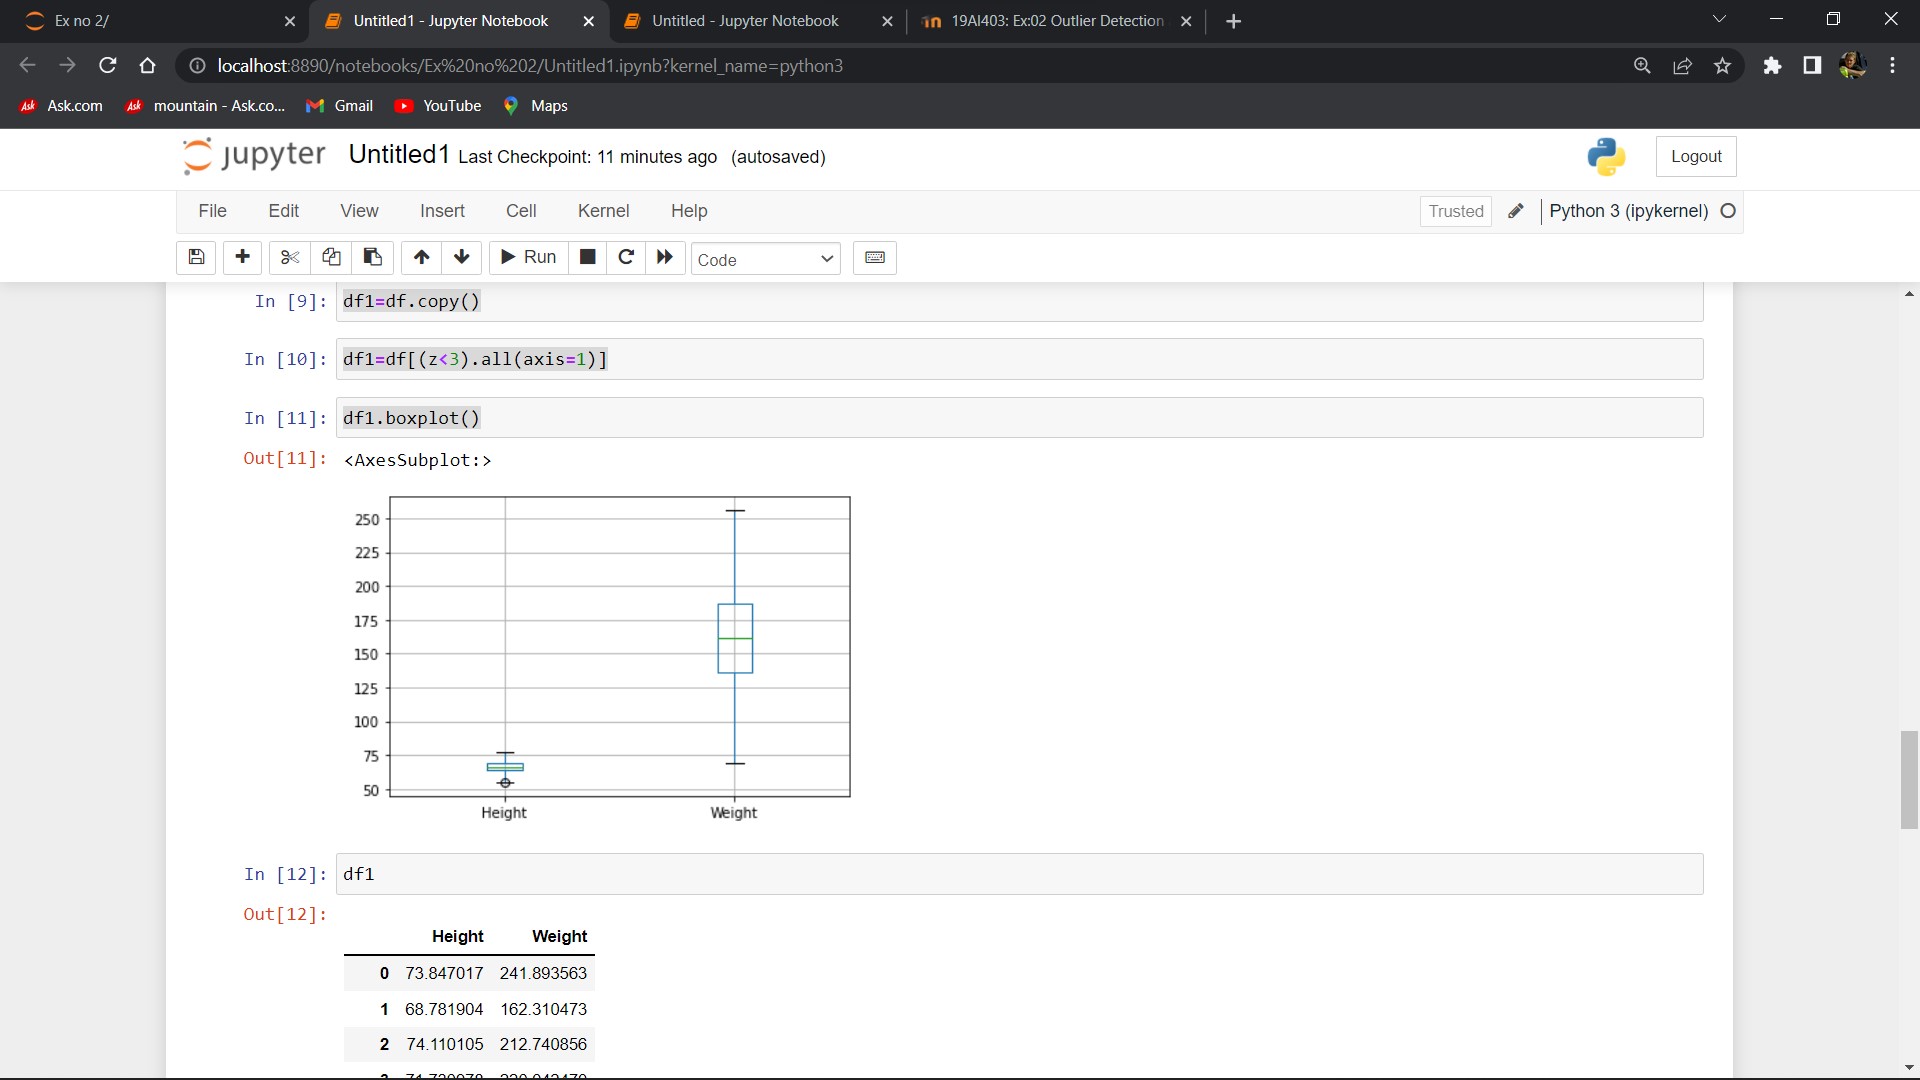 Ex no 2/
Untitled1 - Jupyter Notebook
Untitled - Jupyter Notebook
19AI403: Ex:02 Outlier Detection
localhost:8890/notebooks/Ex%20no%202/Untitled1.ipynb?kernel_name=python3
Ask Ask.com
Ask mountain - Ask.co...
Gmail
YouTube
Maps
jupyter Untitled1 Last Checkpoint: 11 minutes ago (autosaved)
Logout
File Edit View Insert Cell Kernel Help
Trusted
Python 3 (ipykernel)
Run
Code
In [9]: df1=df.copy()
In [10]: df1=df[(z<3).all(axis=1)]
In [11]: df1.boxplot()
Out[11]: <AxesSubplot:>
250
225
200
175
150
125
100
75
50
Height Weight
In [12]: df1
Out[12]:
Height Weight
0 73.847017 241.893563
1 68.781904 162.310473
2 74.110105 212.740856